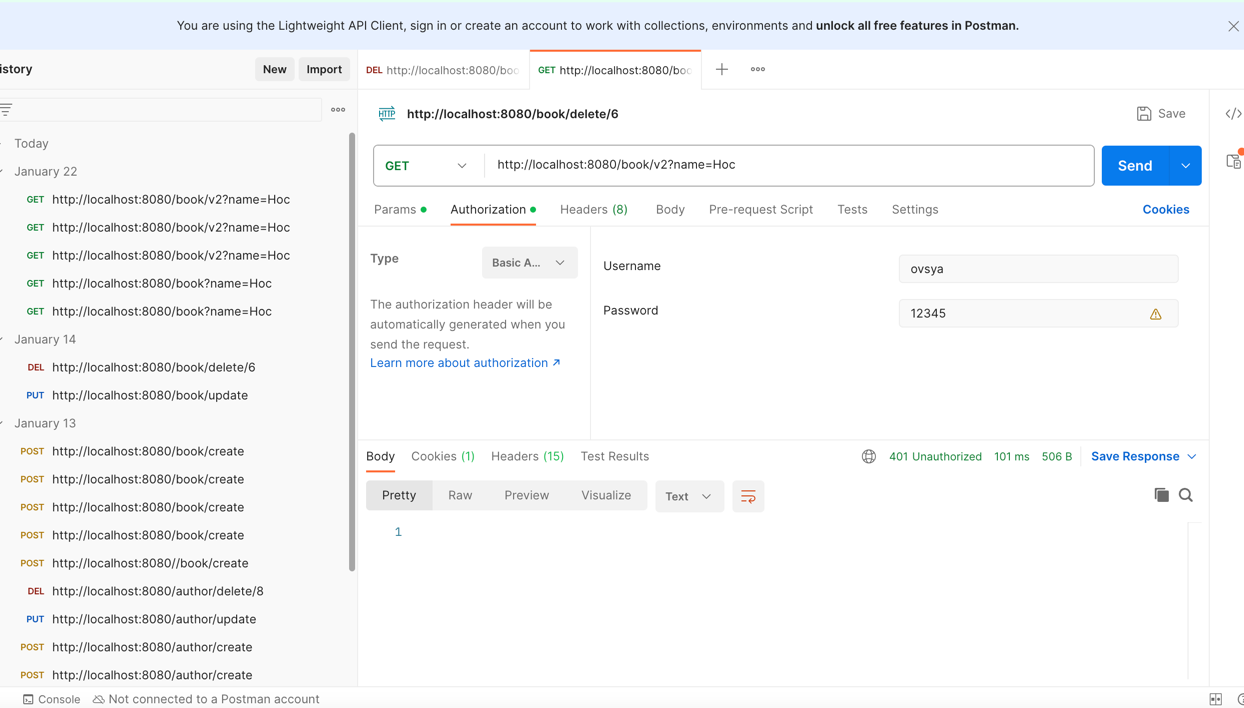 You are using the Lightweight API Client, sign in or create an account to work with collections, environments and unlock all free features in Postman.
istory
New
Import
DEL http://localhost:8080/boo
GET http://localhost:8080/boo
HTTP http://localhost:8080/book/delete/6
Save
Today
January 22
GET http://localhost:8080/book/v2?name=Hoc
GET http://localhost:8080/book/v2?name=Hoc
GET http://localhost:8080/book/v2?name=Hoc
GET http://localhost:8080/book?name=Hoc
GET http://localhost:8080/book?name=Hoc
January 14
DEL http://localhost:8080/book/delete/6
PUT http://localhost:8080/book/update
January 13
POST http://localhost:8080/book/create
POST http://localhost:8080/book/create
POST http://localhost:8080/book/create
POST http://localhost:8080/book/create
POST http://localhost:8080//book/create
DEL http://localhost:8080/author/delete/8
PUT http://localhost:8080/author/update
POST http://localhost:8080/author/create
POST http://localhost:8080/author/create
GET http://localhost:8080/book/v2?name=Hoc
Send
Params Authorization Headers (8) Body Pre-request Script Tests Settings Cookies
Type Basic A...
The authorization header will be
automatically generated when you
send the request.
Learn more about authorization ↗
Username ovsya
Password 12345
Body Cookies (1) Headers (15) Test Results 401 Unauthorized 101 ms 506 B Save Response
Pretty Raw Preview Visualize Text
1
Console Not connected to a Postman account